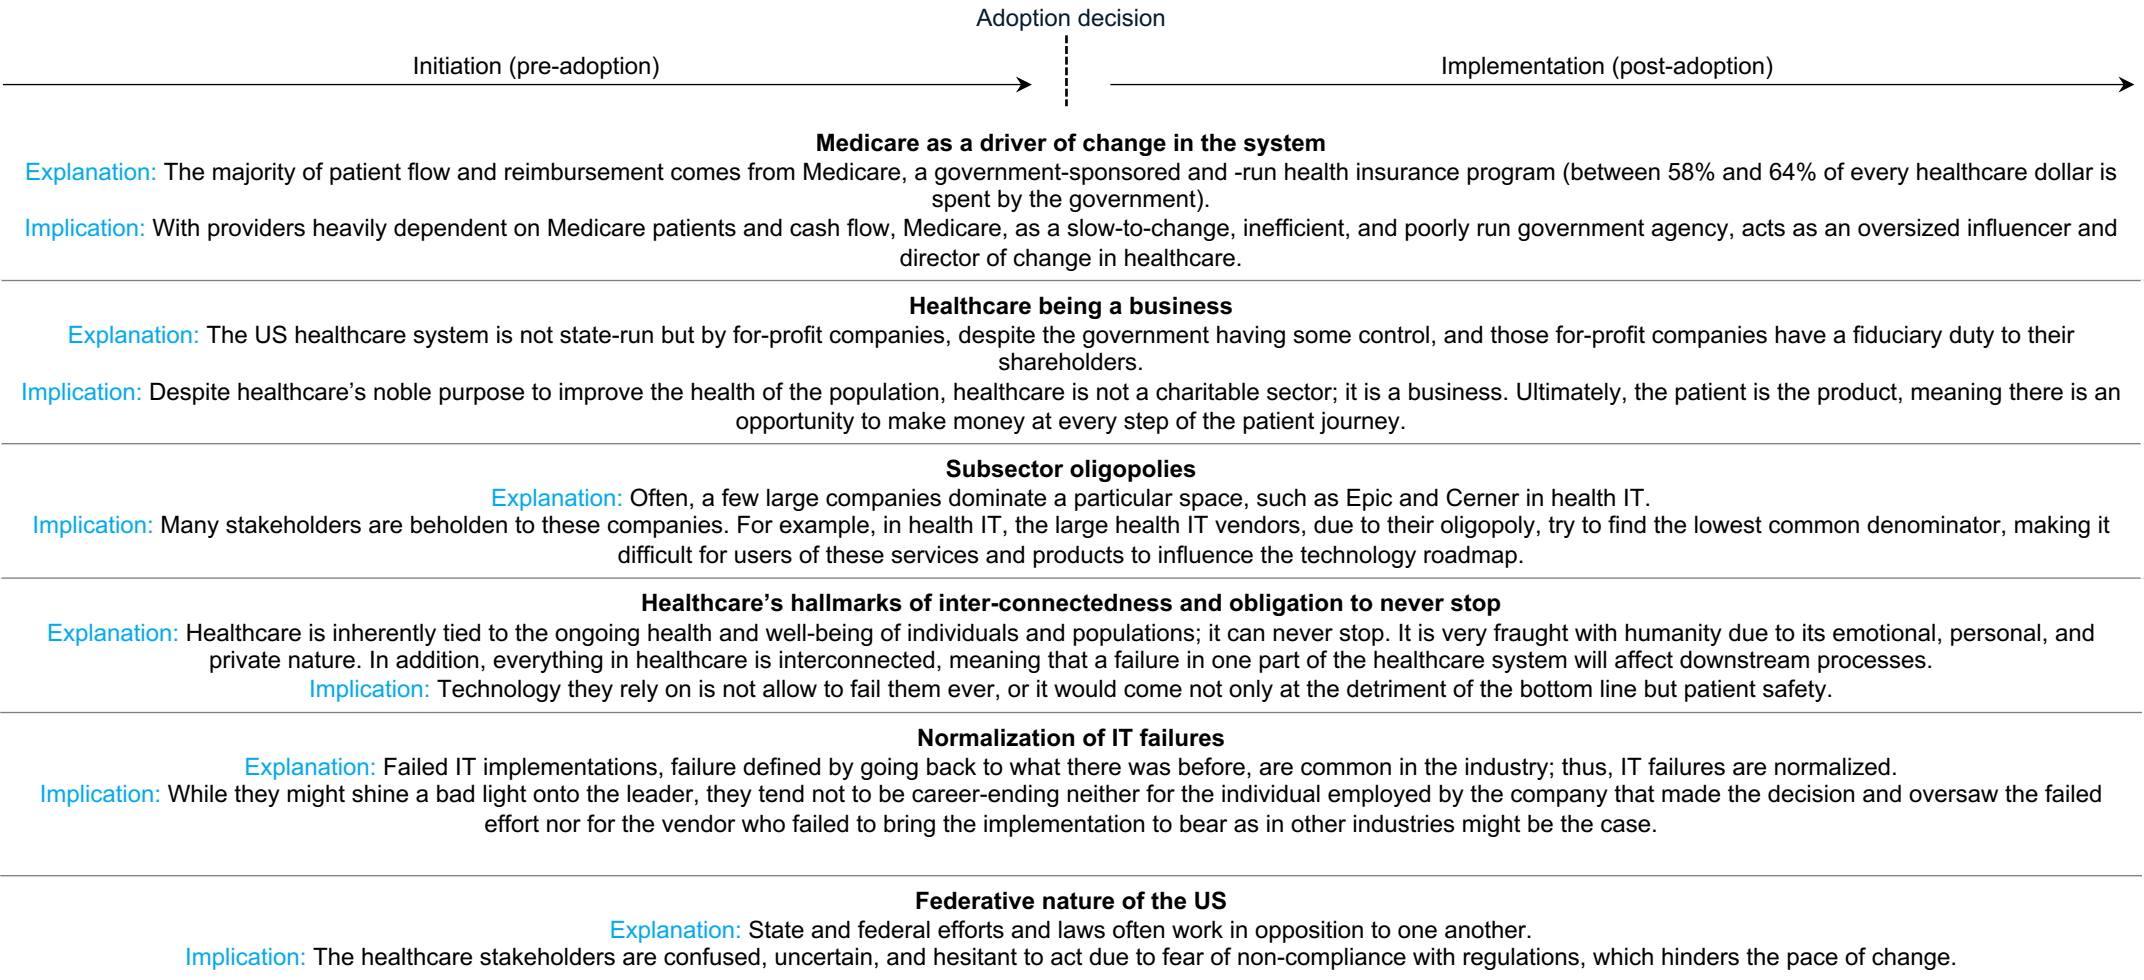 Adoption decision
Initiation (pre-adoption)
Implementation (post-adoption)
Medicare as a driver of change in the system
Explanation: The majority of patient flow and reimbursement comes from Medicare, a government-sponsored and -run health insurance program (between 58% and 64% of every healthcare dollar is
spent by the government).
Implication: With providers heavily dependent on Medicare patients and cash flow, Medicare, as a slow-to-change, inefficient, and poorly run government agency, acts as an oversized influencer and
director of change in healthcare.
Healthcare being a business
Explanation: The US healthcare system is not state-run but by for-profit companies, despite the government having some control, and those for-profit companies have a fiduciary duty to their
shareholders.
Implication: Despite healthcare’s noble purpose to improve the health of the population, healthcare is not a charitable sector; it is a business. Ultimately, the patient is the product, meaning there is an
opportunity to make money at every step of the patient journey.
Subsector oligopolies
Explanation: Often, a few large companies dominate a particular space, such as Epic and Cerner in health IT.
Implication: Many stakeholders are beholden to these companies. For example, in health IT, the large health IT vendors, due to their oligopoly, try to find the lowest common denominator, making it
difficult for users of these services and products to influence the technology roadmap.
Healthcare’s hallmarks of inter-connectedness and obligation to never stop
Explanation: Healthcare is inherently tied to the ongoing health and well-being of individuals and populations; it can never stop. It is very fraught with humanity due to its emotional, personal, and
private nature. In addition, everything in healthcare is interconnected, meaning that a failure in one part of the healthcare system will affect downstream processes.
Implication: Technology they rely on is not allow to fail them ever, or it would come not only at the detriment of the bottom line but patient safety.
Normalization of IT failures
Explanation: Failed IT implementations, failure defined by going back to what there was before, are common in the industry; thus, IT failures are normalized.
Implication: While they might shine a bad light onto the leader, they tend not to be career-ending neither for the individual employed by the company that made the decision and oversaw the failed
effort nor for the vendor who failed to bring the implementation to bear as in other industries might be the case.
Federative nature of the US
Explanation: State and federal efforts and laws often work in opposition to one another.
Implication: The healthcare stakeholders are confused, uncertain, and hesitant to act due to fear of non-compliance with regulations, which hinders the pace of change.